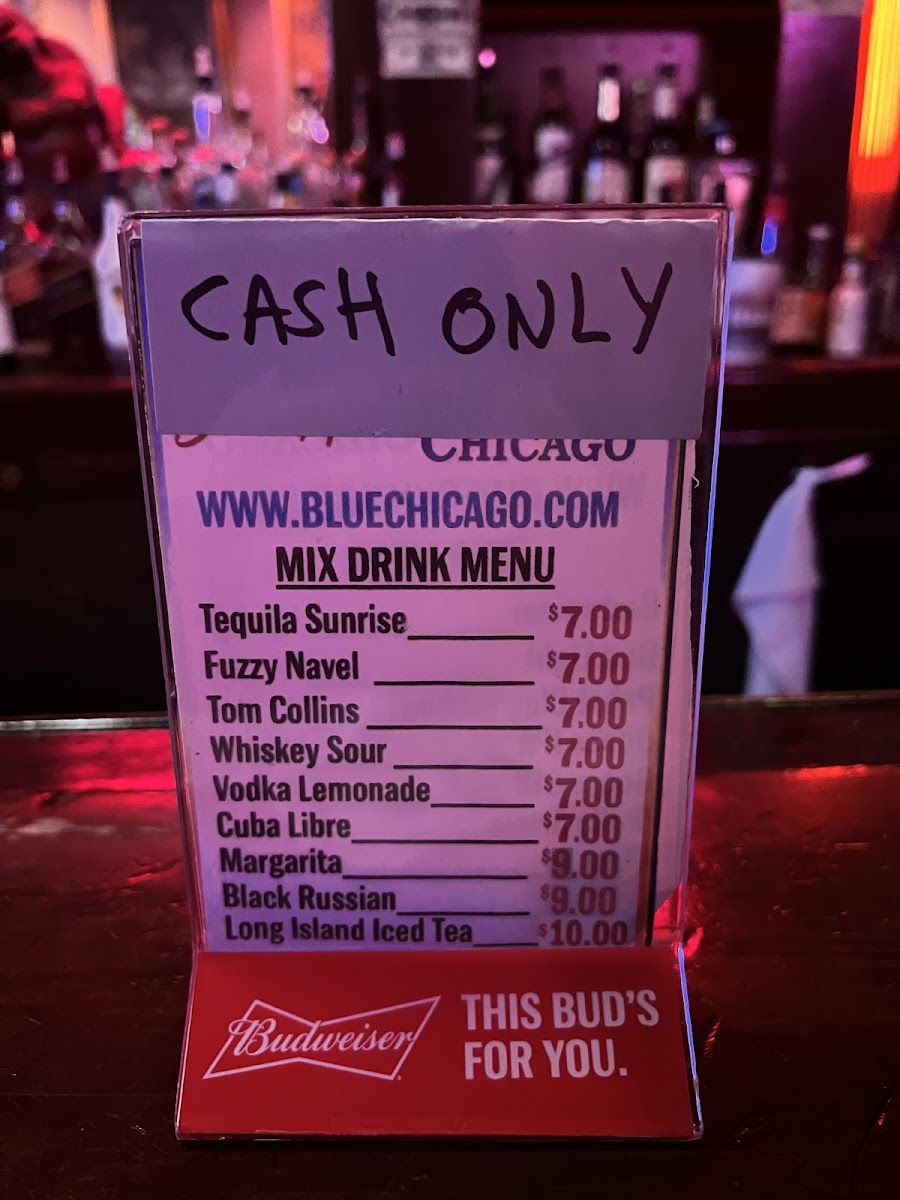 CASH ONLY
CHICAGO
WWW.BLUECHICAGO.COM
MIX DRINK MENU
Tequila Sunrise $7.00
Fuzzy Navel $7.00
Tom Collins $7.00
Whiskey Sour $7.00
Vodka Lemonade $7.00
Cuba Libre $7.00
Margarita $9.00
Black Russian $9.00
Long Island Iced Tea $10.00
Budweiser
THIS BUD'S
FOR YOU.